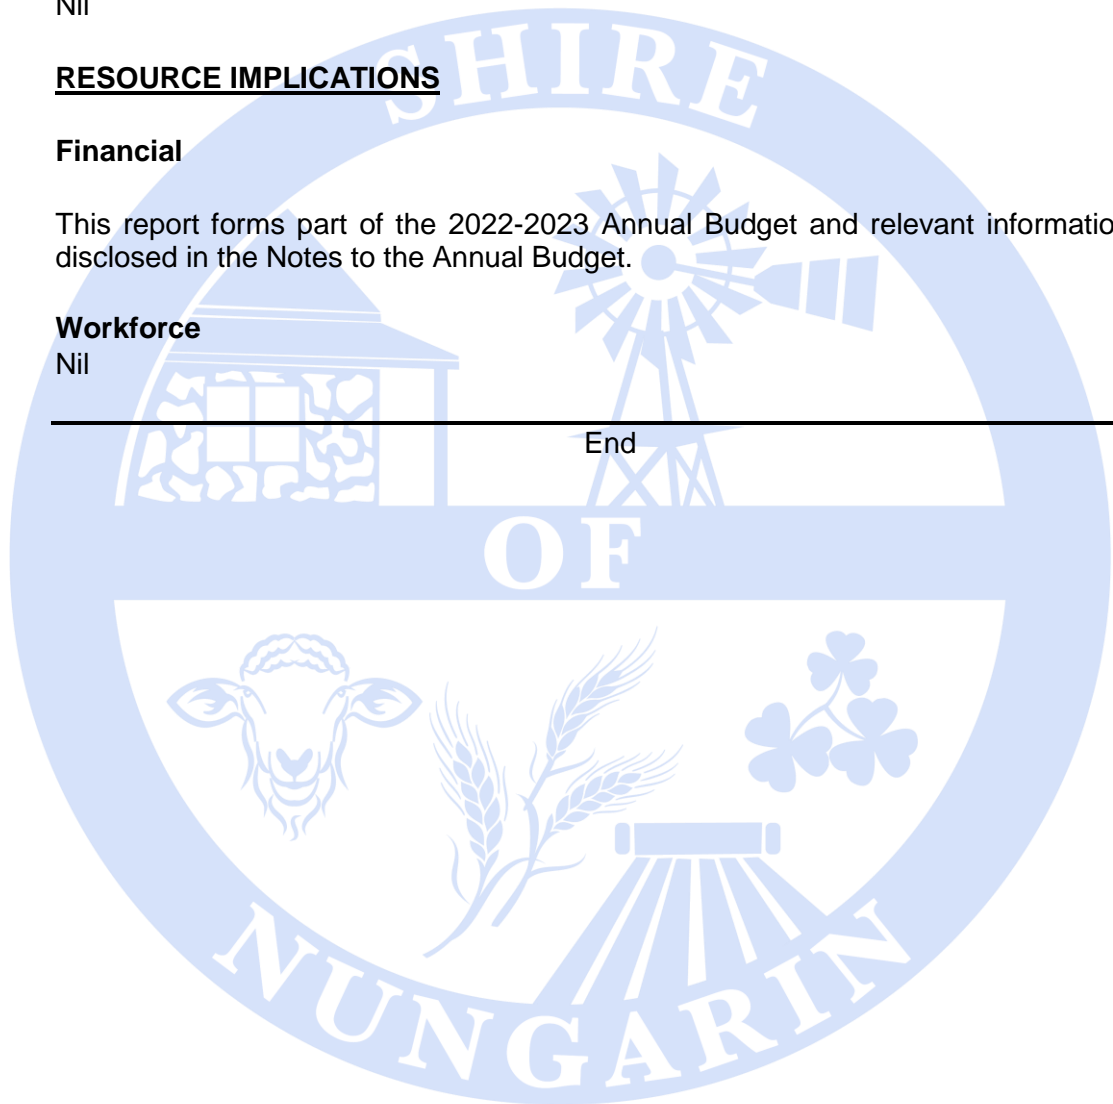 Nil
RESOURCE IMPLICATIONS
Financial
This report forms part of the 2022-2023 Annual Budget and relevant informatio
disclosed in the Notes to the Annual Budget.
Workforce
Nil
End
SHIRE
OF
NUNGARIN